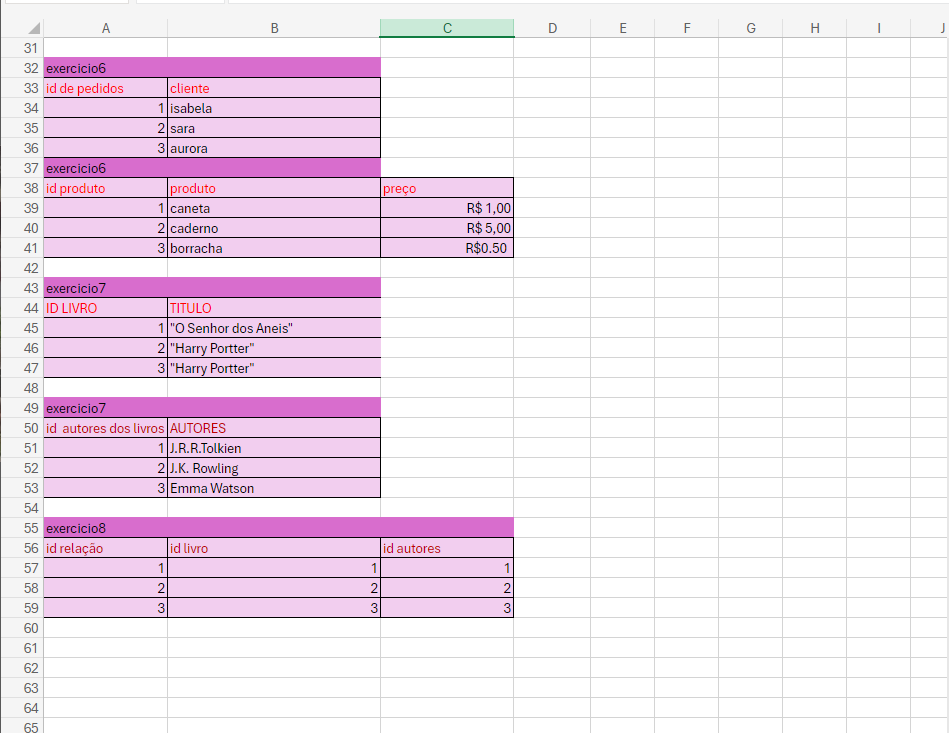 A B C D E F G H I J
31
32 exercicio6
33 id de pedidos cliente
34 1 isabela
35 2 sara
36 3 aurora
37 exercicio6
38 id produto produto preço
39 1 caneta R$ 1,00
40 2 caderno R$ 5,00
41 3 borracha R$0.50
42
43 exercicio7
44 ID LIVRO TITULO
45 1 "O Senhor dos Aneis"
46 2 "Harry Portter"
47 3 "Harry Portter"
48
49 exercicio7
50 id  autores dos livros AUTORES
51 1 J.R.R.Tolkien
52 2 J.K. Rowling
53 3 Emma Watson
54
55 exercicio8
56 id relação id livro id autores
57 1 1 1
58 2 2 2
59 3 3 3
60
61
62
63
64
65